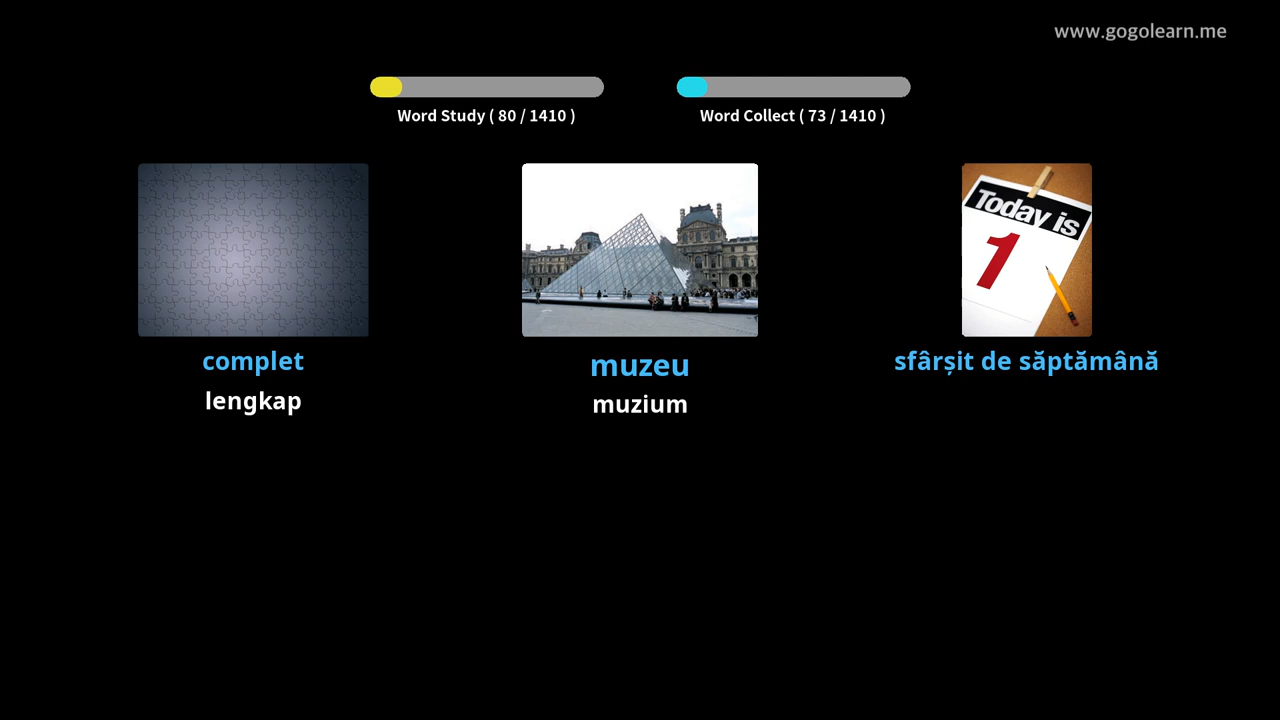 www.gogolearn.me
Word Study ( 80 / 1410 )
Word Collect ( 73 / 1410 )
Today is
1
complet
lengkap
muzeu
muzium
sfârșit de săptămână